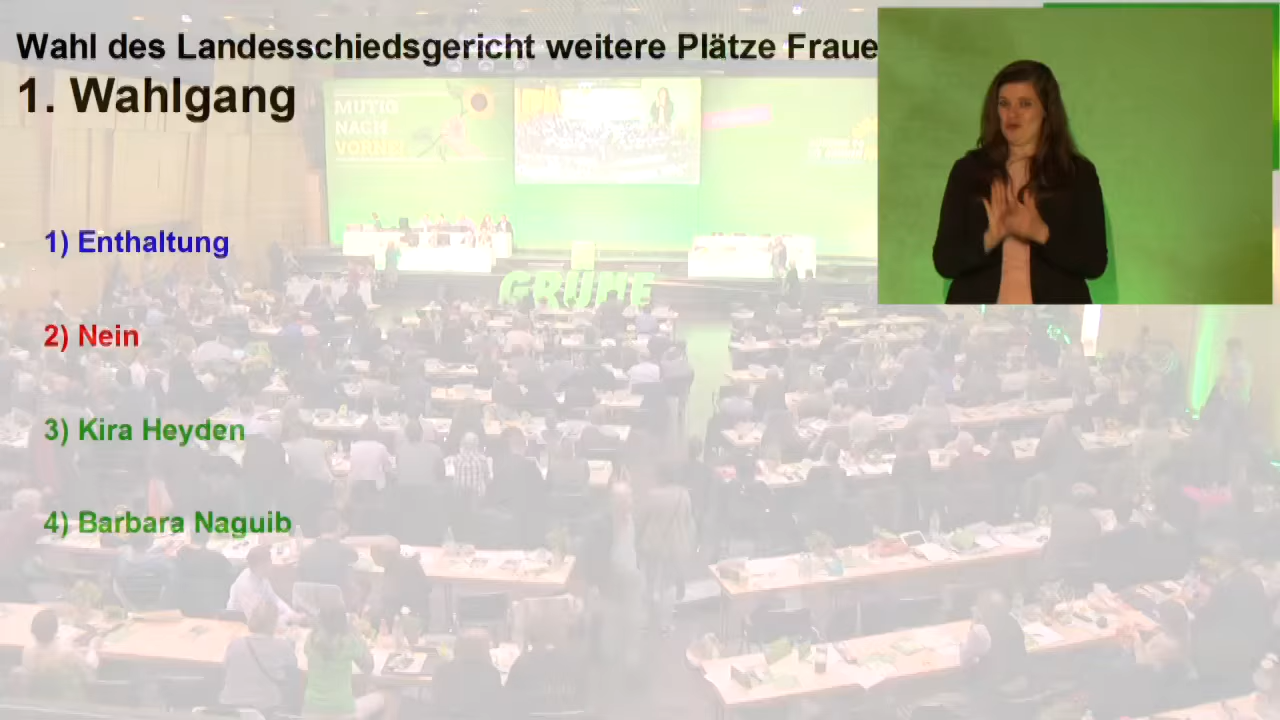 Wahl des Landesschiedsgericht weitere Plätze Fraue
1. Wahlgang
MUTIG
NACH
VORNE
1) Enthaltung
GRÜNE
2) Nein
3) Kira Heyden
4) Barbara Naguib